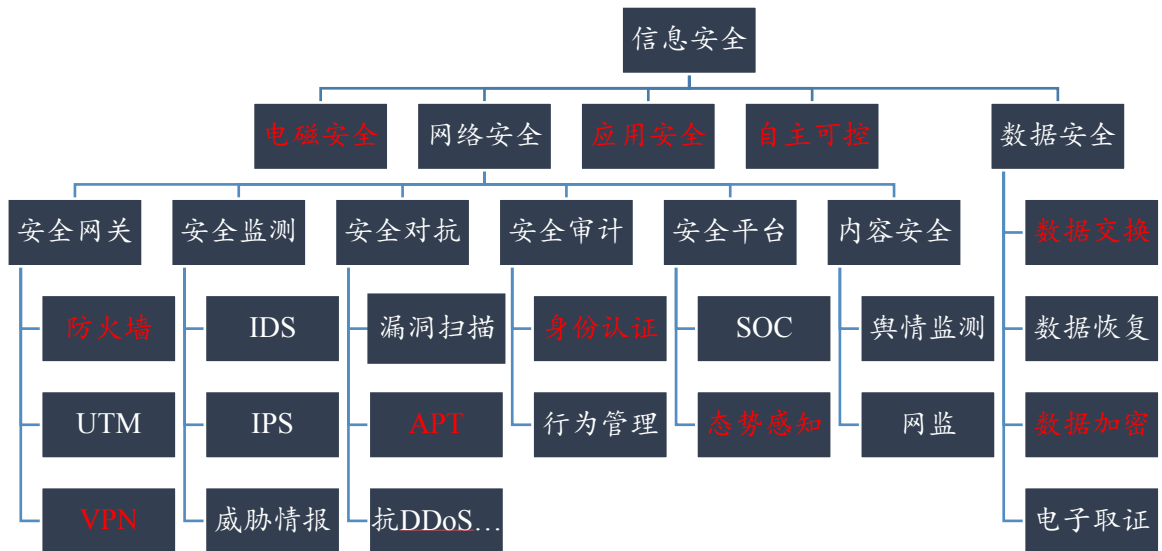 信息安全
电磁安全
网络安全
应用安全
自主可控
数据安全
安全网关
安全监测
安全对抗
安全审计
安全平台
内容安全
数据交换
防火墙
IDS
漏洞扫描
身份认证
SOC
舆情监测
数据恢复
UTM
IPS
APT
行为管理
态势感知
网监
数据加密
VPN
威胁情报
抗DDoS…
电子取证